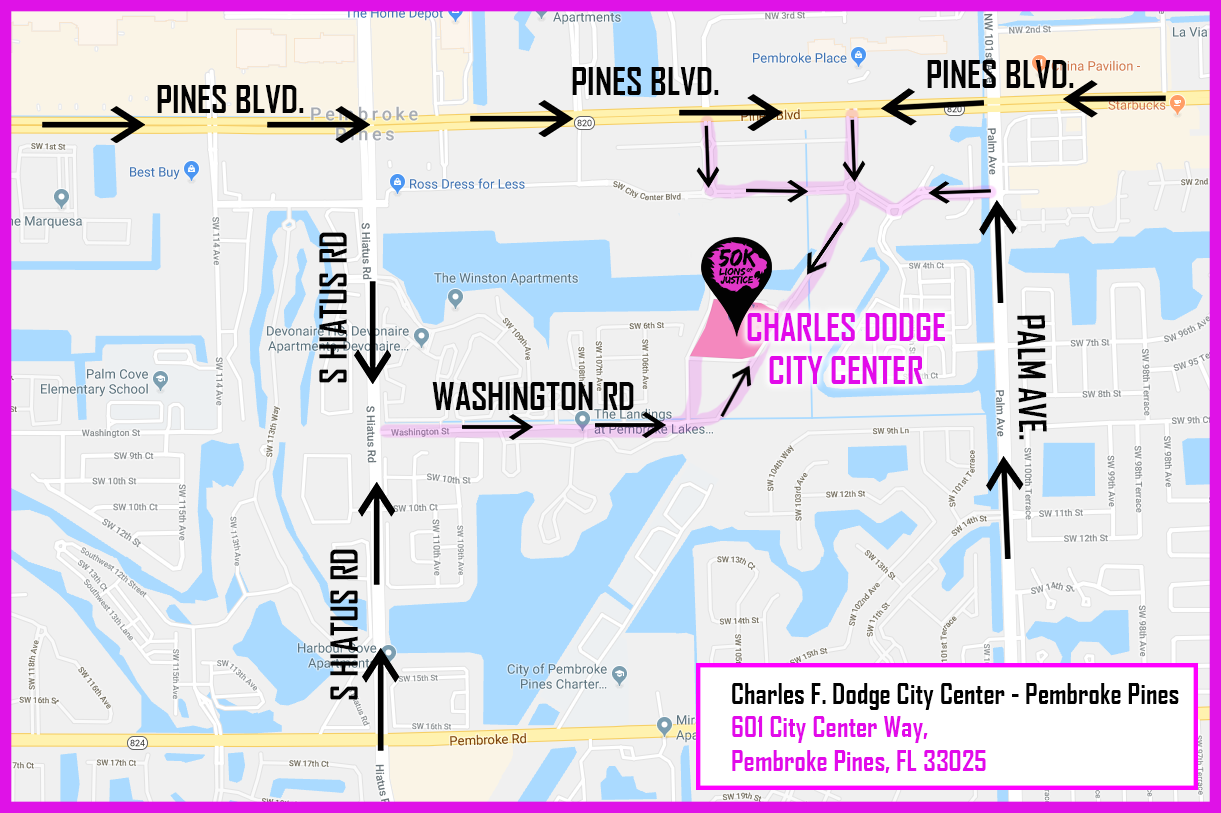 The Home Depot
Apartments
NW 3rd St
NW 101st
NW 2nd St
La Via
Pembroke Place
PINES BLVD.
PINES BLVD.
PINES BLVD.
Pavilion -
Starbucks
Pembroke
Pines
820
Pines Blvd
820
SW 1st St
Best Buy
Ross Dress for Less
SW City Center Blvd
Palm Ave
SW 2nd
he Marquesa
SW 114 Ave
S Hiatus Rd
S HIATUS RD
The Winston Apartments
50K
LIONS OF
JUSTICE
SW 4th Ct
CHARLES DODGE
CITY CENTER
SW 109th Ave
SW 6th St
SW 108th
SW 107th Ave
SW 106th Ave
Devonaire
Apartments, Devonaire...
SW 7th St
SW 96th Ave
SW 95 Terrace
PALM AVE.
Palm Cove
Elementary School
SW 114 Ave
SW 113th Way
WASHINGTON RD
The Landings
at Pembroke Lakes...
SW 8th St
SW 98th Terrace
Palm Ave
Washington St
S Hiatus Rd
Washington St
SW 9th Ln
SW 9th Ct
SW 10th Ct
SW 12th St
SW 115th Ave
SW 113th Ave
SW 110th Ave
SW 109th Ave
SW 104th Way
SW 103rd Ave
SW 12th St
SW 101st Terrace
SW 100th Terrace
SW 99th Ave
SW 98th Ave
SW 98th Terrace
SW 10th Ct
SW 14th St
SW 11th St
SW 12th St
Southwest 12th Street
SW 13th Ct
Southwest 13th Lane
S HIATUS RD
SW 13th St
SW 13th St
SW 14th St
SW 102nd Ave
SW 11th St
SW 14th St
SW 15th St
Harbour Cove
Apartments
SW 118th Ave
SW 116th Ave
SW 115th Ave
SW 113th Ave
SW 15th St
SW 16th St
SW 16th St
City of Pembroke
Pines Charter...
824
Pembroke Rd
SW 17th Ct
SW 17th Ct
SW 19th St
SW 97th Terrace
Charles F. Dodge City Center - Pembroke Pines
601 City Center Way,
Pembroke Pines, FL 33025